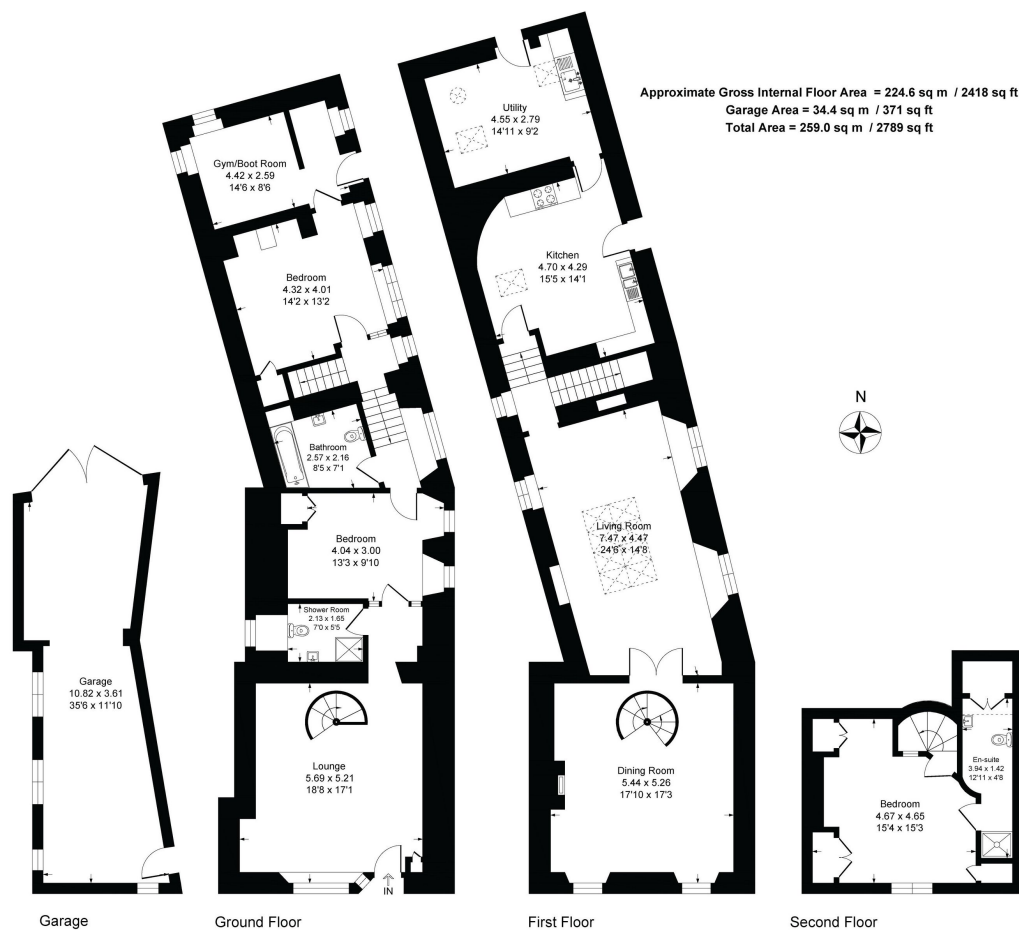 Approximate Gross Internal Floor Area = 224.6 sq m / 2418 sq ft
Garage Area = 34.4 sq m / 371 sq ft
Total Area = 259.0 sq m / 2789 sq ft
Utility
4.55 x 2.79
14'11 x 9'2
Gym/Boot Room
4.42 x 2.59
14'6 x 8'6
Kitchen
4.70 x 4.29
15'5 x 14'1
Bedroom
4.32 x 4.01
14'2 x 13'2
N
Bathroom
2.57 x 2.16
8'5 x 7'1
Living Room
7.47 x 4.47
24'6 x 14'8
Bedroom
4.04 x 3.00
13'3 x 9'10
Shower Room
2.13 x 1.65
7'0 x 5'5
Garage
10.82 x 3.61
35'6 x 11'10
Lounge
5.69 x 5.21
18'8 x 17'1
Dining Room
5.44 x 5.26
17'10 x 17'3
En-suite
3.94 x 1.42
12'11 x 4'8
Bedroom
4.67 x 4.65
15'4 x 15'3
IN
Garage
Ground Floor
First Floor
Second Floor